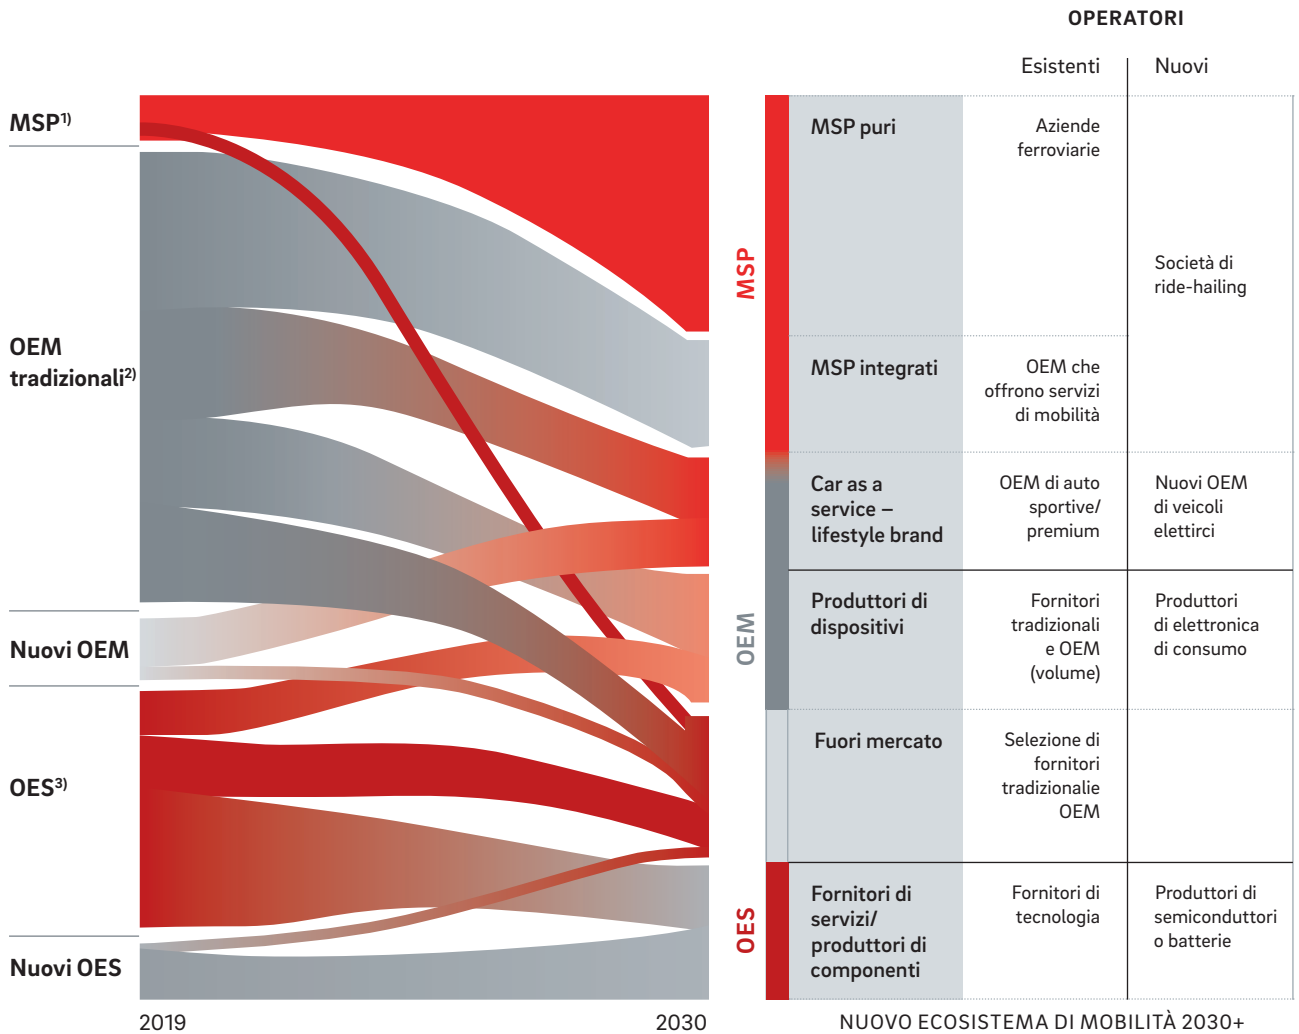 OPERATORI
Esistenti
Nuovi
MSP1)
OEM
tradizionali2)
Nuovi OEM
OES3)
Nuovi OES
2019
2030
MSP
OEM
OES
MSP puri
Aziende
ferroviarie
Società di
ride-hailing
MSP integrati
OEM che
offrono servizi
di mobilità
Car as a
service –
lifestyle brand
OEM di auto
sportive/
premium
Nuovi OEM
di veicoli
elettirci
Produttori di
dispositivi
Fornitori
tradizionali
e OEM
(volume)
Produttori
di elettronica
di consumo
Fuori mercato
Selezione di
fornitori
tradizionalie
OEM
Fornitori di
servizi/
produttori di
componenti
Fornitori di
tecnologia
Produttori di
semiconduttori
o batterie
NUOVO ECOSISTEMA DI MOBILITÀ 2030+